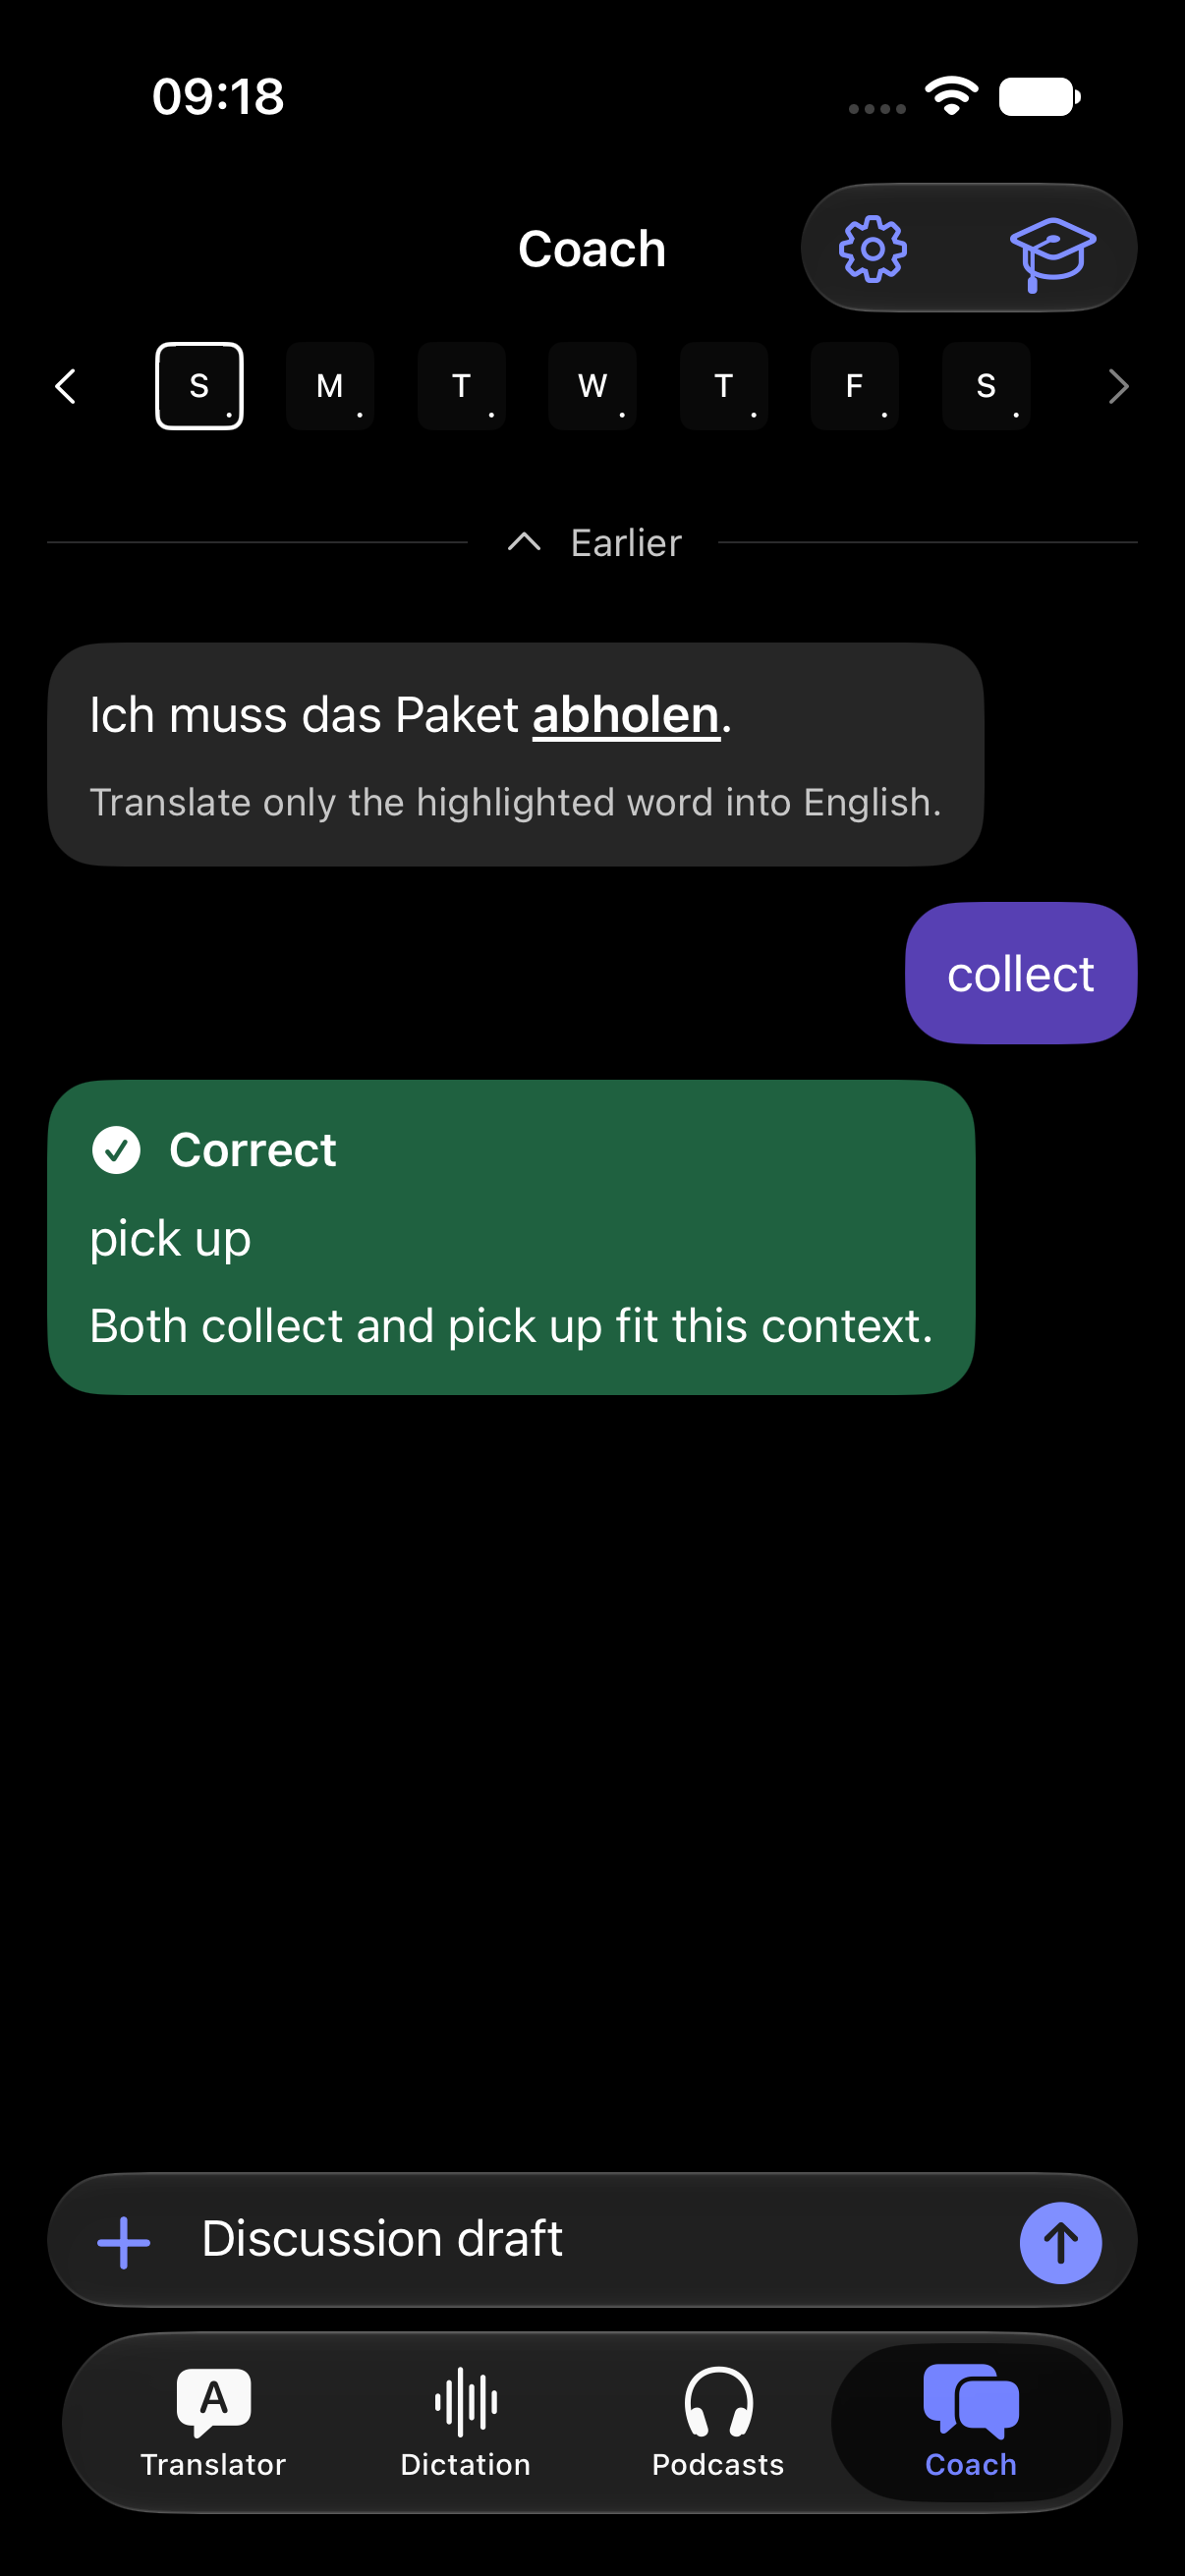 09:18
Coach
S M T W T F S
Earlier
Ich muss das Paket abholen.
Translate only the highlighted word into English.
collect
Correct
pick up
Both collect and pick up fit this context.
Discussion draft
A
Translator Dictation Podcasts Coach